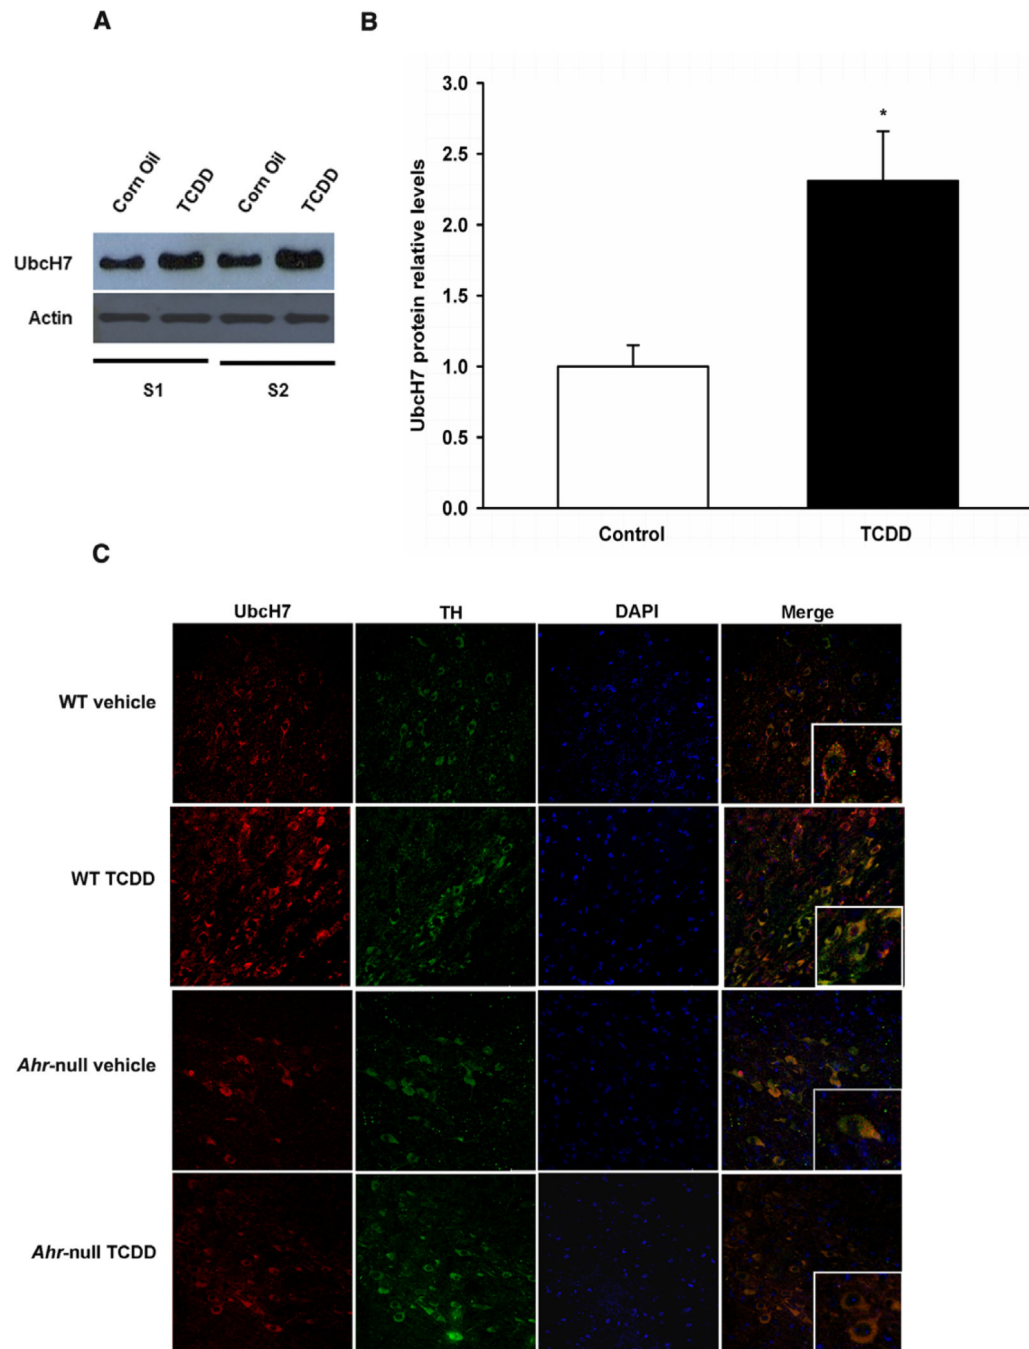 A
B
Corn Oil
TCDD
Corn Oil
TCDD
UbcH7
Actin
S1
S2
UbcH7 protein relative levels
3.0
2.5
2.0
1.5
1.0
0.5
0.0
*
Control
TCDD
C
UbcH7
TH
DAPI
Merge
WT vehicle
WT TCDD
Ahr-null vehicle
Ahr-null TCDD